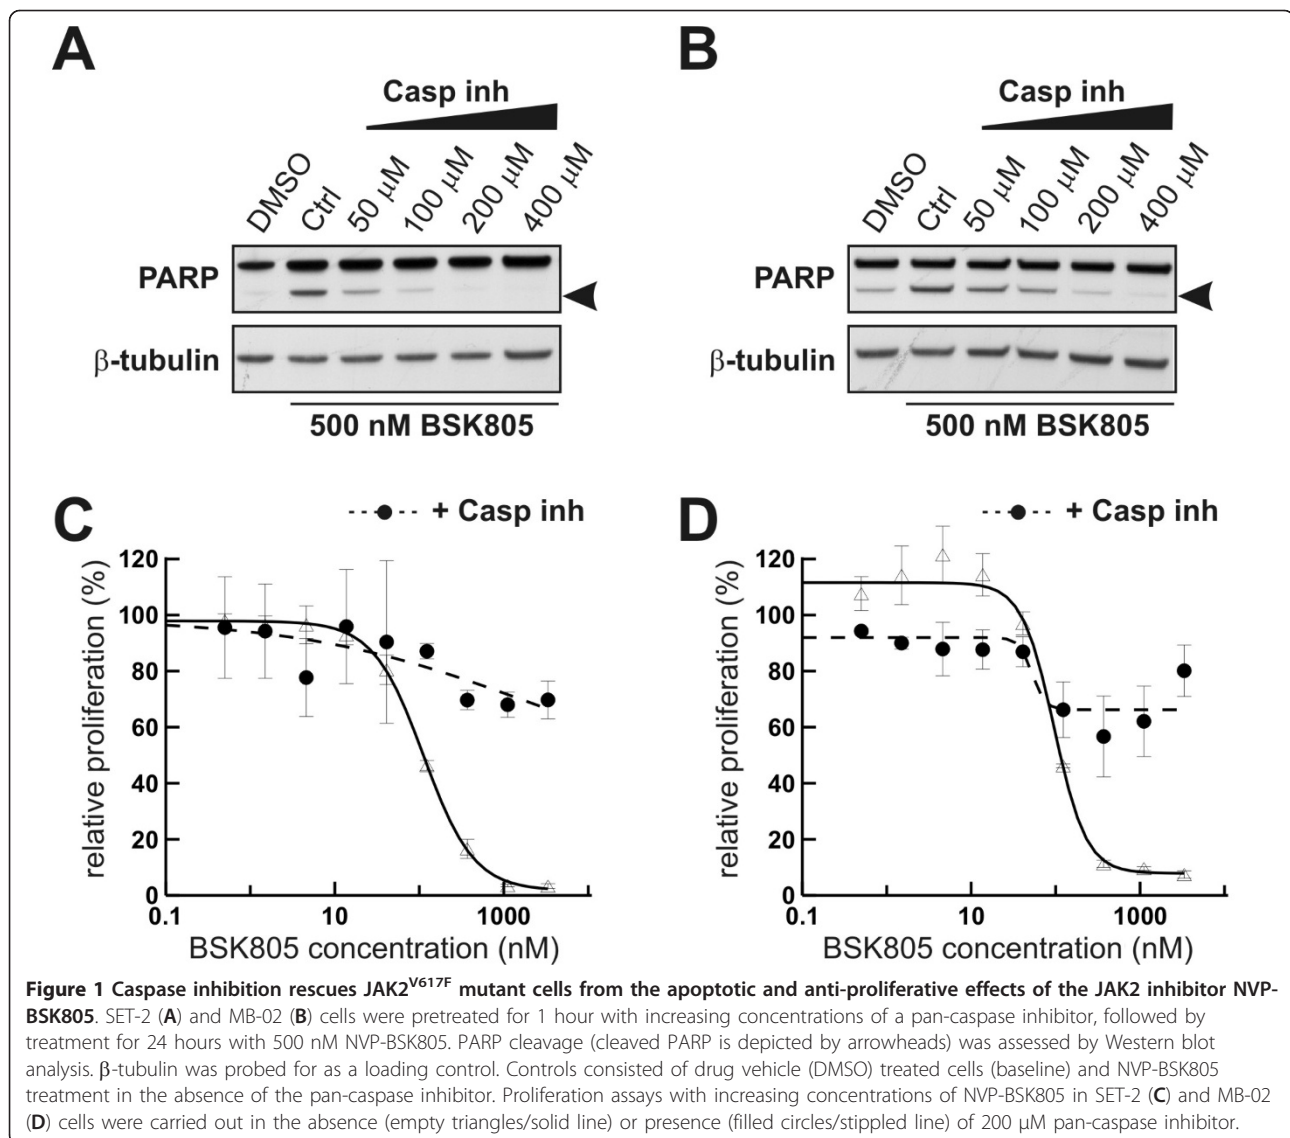 A
B
Casp inh
Casp inh
DMSO
Ctrl
50 µM
100 µM
200 µM
400 µM
DMSO
Ctrl
50 µM
100 µM
200 µM
400 µM
PARP
PARP
β-tubulin
β-tubulin
500 nM BSK805
500 nM BSK805
C
+ Casp inh
D
+ Casp inh
relative proliferation (%)
120
100
80
60
40
20
0
0.1
10
1000
BSK805 concentration (nM)
relative proliferation (%)
120
100
80
60
40
20
0
0.1
10
1000
BSK805 concentration (nM)
Figure 1 Caspase inhibition rescues JAK2V617F mutant cells from the apoptotic and anti-proliferative effects of the JAK2 inhibitor NVP-
BSK805. SET-2 (A) and MB-02 (B) cells were pretreated for 1 hour with increasing concentrations of a pan-caspase inhibitor, followed by
treatment for 24 hours with 500 nM NVP-BSK805. PARP cleavage (cleaved PARP is depicted by arrowheads) was assessed by Western blot
analysis. β-tubulin was probed for as a loading control. Controls consisted of drug vehicle (DMSO) treated cells (baseline) and NVP-BSK805
treatment in the absence of the pan-caspase inhibitor. Proliferation assays with increasing concentrations of NVP-BSK805 in SET-2 (C) and MB-02
(D) cells were carried out in the absence (empty triangles/solid line) or presence (filled circles/stippled line) of 200 µM pan-caspase inhibitor.